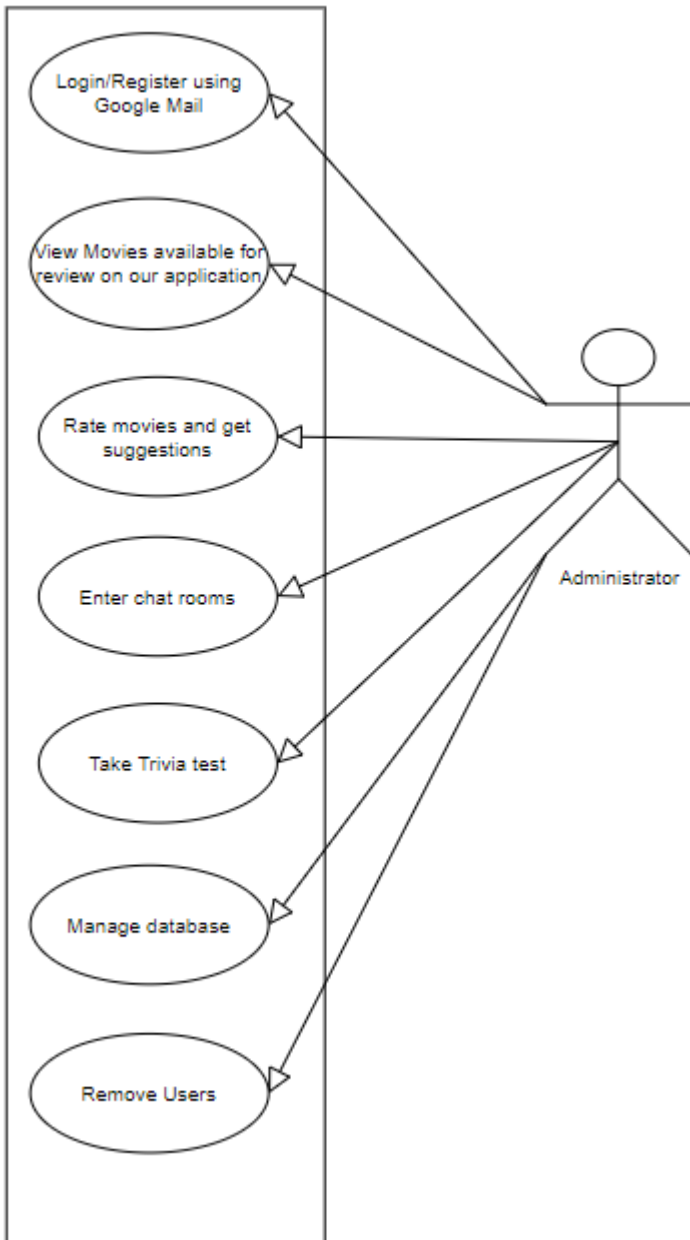 Login/Register using
Google Mail
View Movies available for
review on our application
Rate movies and get
suggestions
Enter chat rooms
Administrator
Take Trivia test
Manage database
Remove Users